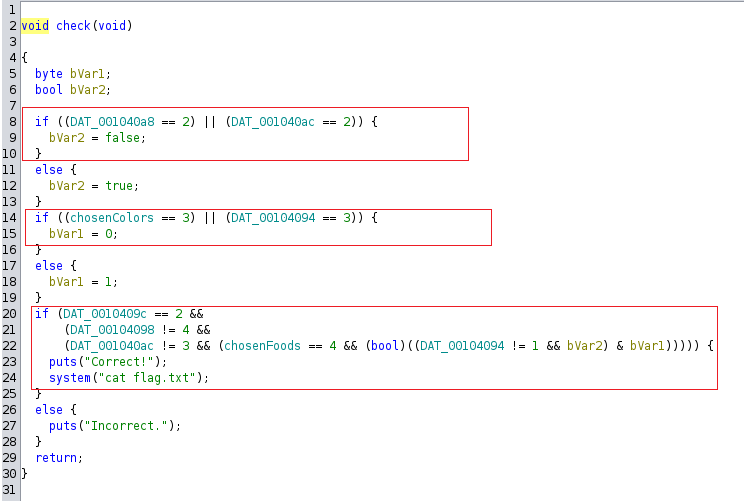 1
2 void check(void)
3
4 {
5 byte bVar1;
6 bool bVar2;
7
8 if ((DAT_001040a8 == 2) || (DAT_001040ac == 2)) {
9 bVar2 = false;
10 }
11 else {
12 bVar2 = true;
13 }
14 if ((chosenColors == 3) || (DAT_00104094 == 3)) {
15 bVar1 = 0;
16 }
17 else {
18 bVar1 = 1;
19 }
20 if (DAT_0010409c == 2 &&
21 (DAT_00104098 != 4 &&
22 (DAT_001040ac != 3 && (chosenFoods == 4 && (bool)((DAT_00104094 != 1 && bVar2) & bVar1))))) {
23 puts("Correct!");
24 system("cat flag.txt");
25 }
26 else {
27 puts("Incorrect.");
28 }
29 return;
30 }
31